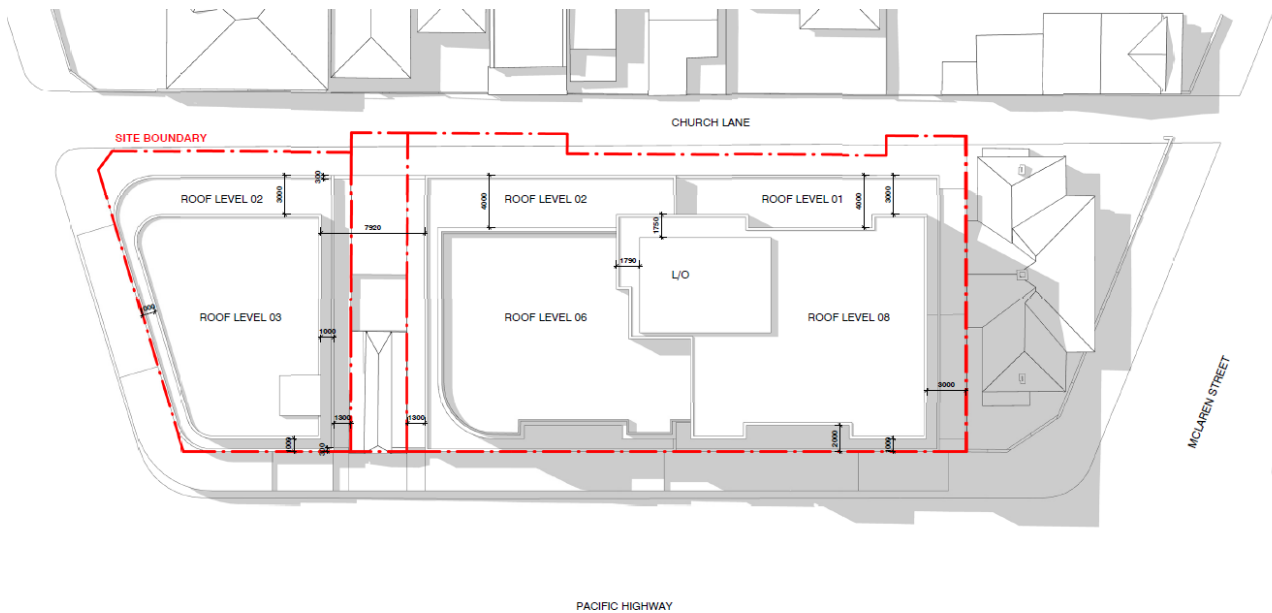 CHURCH LANE
SITE BOUNDARY
300
3000
ROOF LEVEL 02
4000
ROOF LEVEL 02
ROOF LEVEL 01
4000
3000
7920
1750
1790
L/O
ROOF LEVEL 03
ROOF LEVEL 06
ROOF LEVEL 08
1000
3000
MCLAREN STREET
1300
1300
2000
1000
300
PACIFIC HIGHWAY